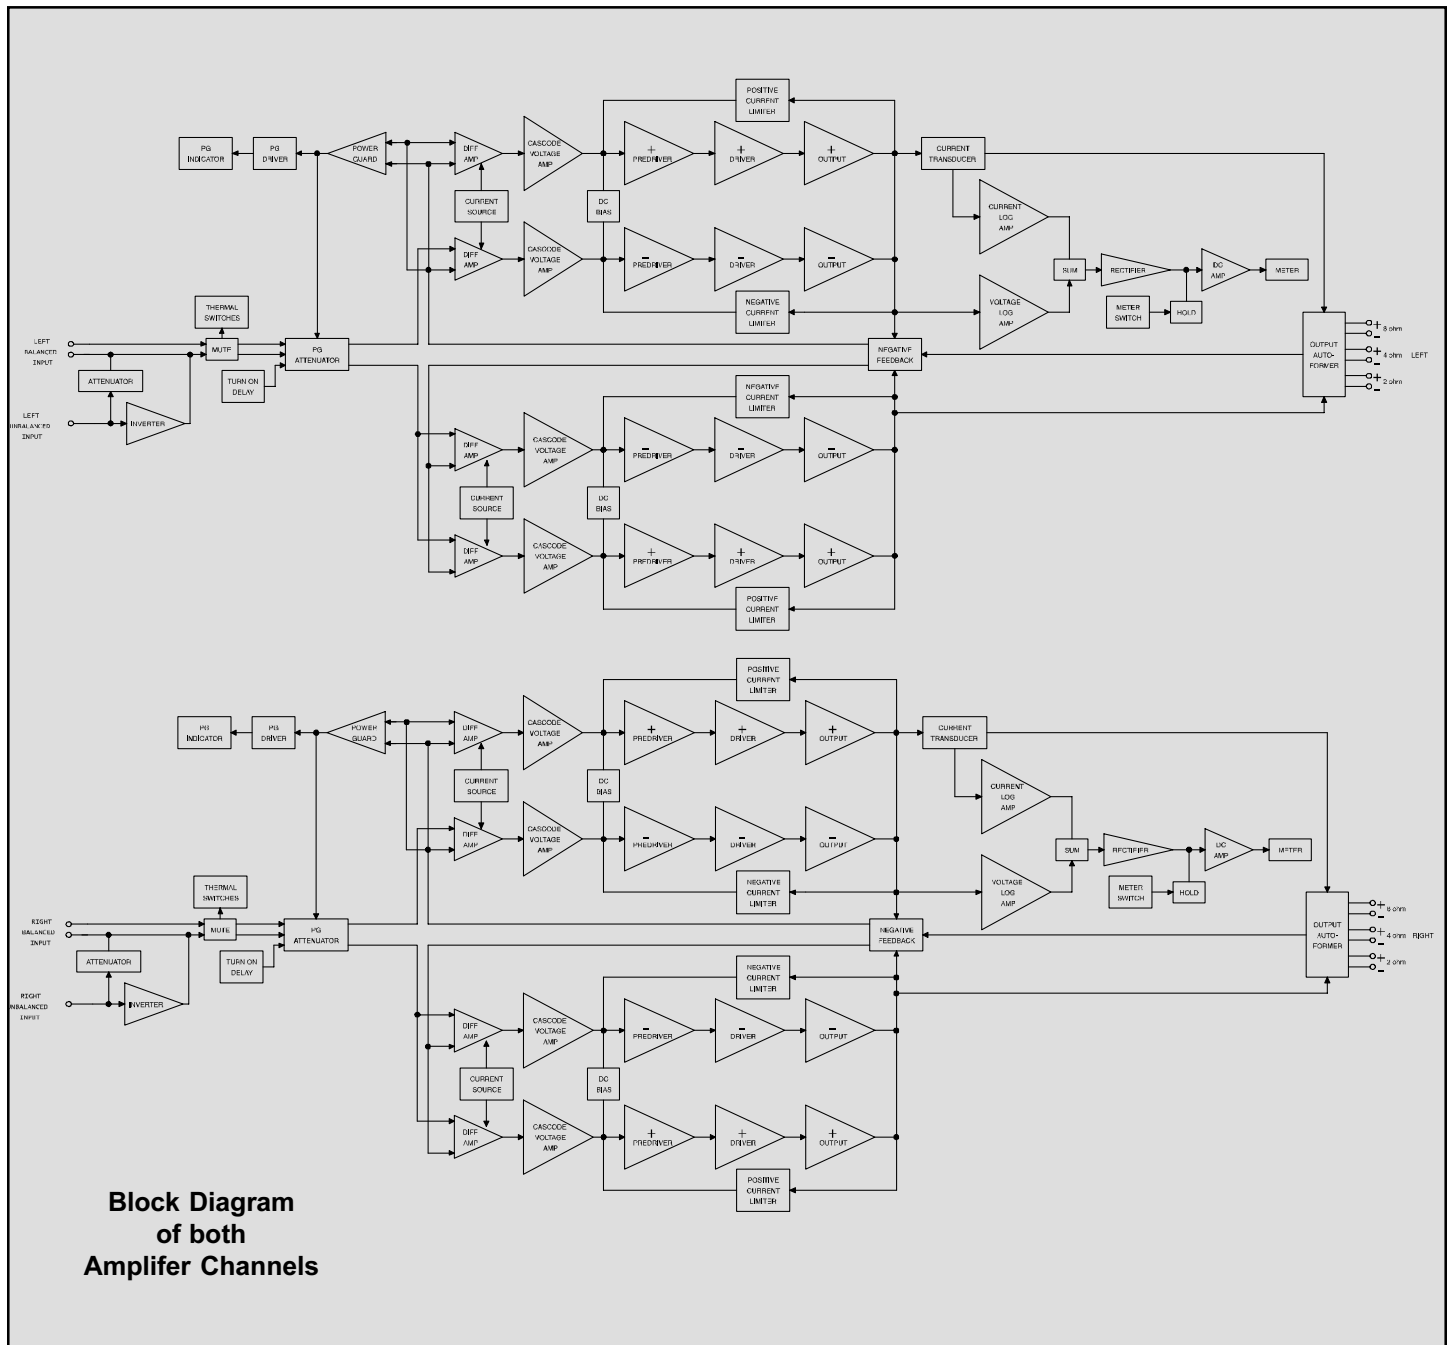 POSITIVE
CURRENT
LIMITER
PG
INDICATOR
PG
DRIVER
POWER
GUARD
DIFF
AMP
CASCODE
VOLTAGE
AMP
+
PREDRIVER
+
DRIVER
+
OUTPUT
CURRENT
TRANSDUCER
CURRENT
SOURCE
DC
BIAS
CURRENT
LOG
AMP
DIFF
AMP
CASCODE
VOLTAGE
AMP
−
PREDRIVER
−
DRIVER
−
OUTPUT
SUM
RECTIFIER
DC
AMP
METER
THERMAL
SWITCHES
NEGATIVE
CURRENT
LIMITER
VOLTAGE
LOG
AMP
METER
SWITCH
HOLD
LEFT
BALANCED
INPUT
MUTE
PG
ATTENUATOR
NEGATIVE
FEEDBACK
OUTPUT
AUTO-
FORMER
+ 8 ohm
−
+ 4 ohm LEFT
−
+ 2 ohm
−
ATTENUATOR
TURN ON
DELAY
LEFT
UNBALANCED
INPUT
INVERTER
NEGATIVE
CURRENT
LIMITER
DIFF
AMP
CASCODE
VOLTAGE
AMP
−
PREDRIVER
−
DRIVER
−
OUTPUT
CURRENT
SOURCE
DC
BIAS
DIFF
AMP
CASCODE
VOLTAGE
AMP
+
PREDRIVER
+
DRIVER
+
OUTPUT
POSITIVE
CURRENT
LIMITER
POSITIVE
CURRENT
LIMITER
PG
INDICATOR
PG
DRIVER
POWER
GUARD
DIFF
AMP
CASCODE
VOLTAGE
AMP
+
PREDRIVER
+
DRIVER
+
OUTPUT
CURRENT
TRANSDUCER
CURRENT
SOURCE
DC
BIAS
CURRENT
LOG
AMP
DIFF
AMP
CASCODE
VOLTAGE
AMP
−
PREDRIVER
−
DRIVER
−
OUTPUT
SUM
RECTIFIER
DC
AMP
METER
THERMAL
SWITCHES
NEGATIVE
CURRENT
LIMITER
VOLTAGE
LOG
AMP
METER
SWITCH
HOLD
RIGHT
BALANCED
INPUT
MUTE
PG
ATTENUATOR
NEGATIVE
FEEDBACK
OUTPUT
AUTO-
FORMER
+ 8 ohm
−
+ 4 ohm RIGHT
−
+ 2 ohm
−
ATTENUATOR
TURN ON
DELAY
RIGHT
UNBALANCED
INPUT
INVERTER
NEGATIVE
CURRENT
LIMITER
DIFF
AMP
CASCODE
VOLTAGE
AMP
−
PREDRIVER
−
DRIVER
−
OUTPUT
CURRENT
SOURCE
DC
BIAS
DIFF
AMP
CASCODE
VOLTAGE
AMP
+
PREDRIVER
+
DRIVER
+
OUTPUT
POSITIVE
CURRENT
LIMITER
Block Diagram
of both
Amplifer Channels